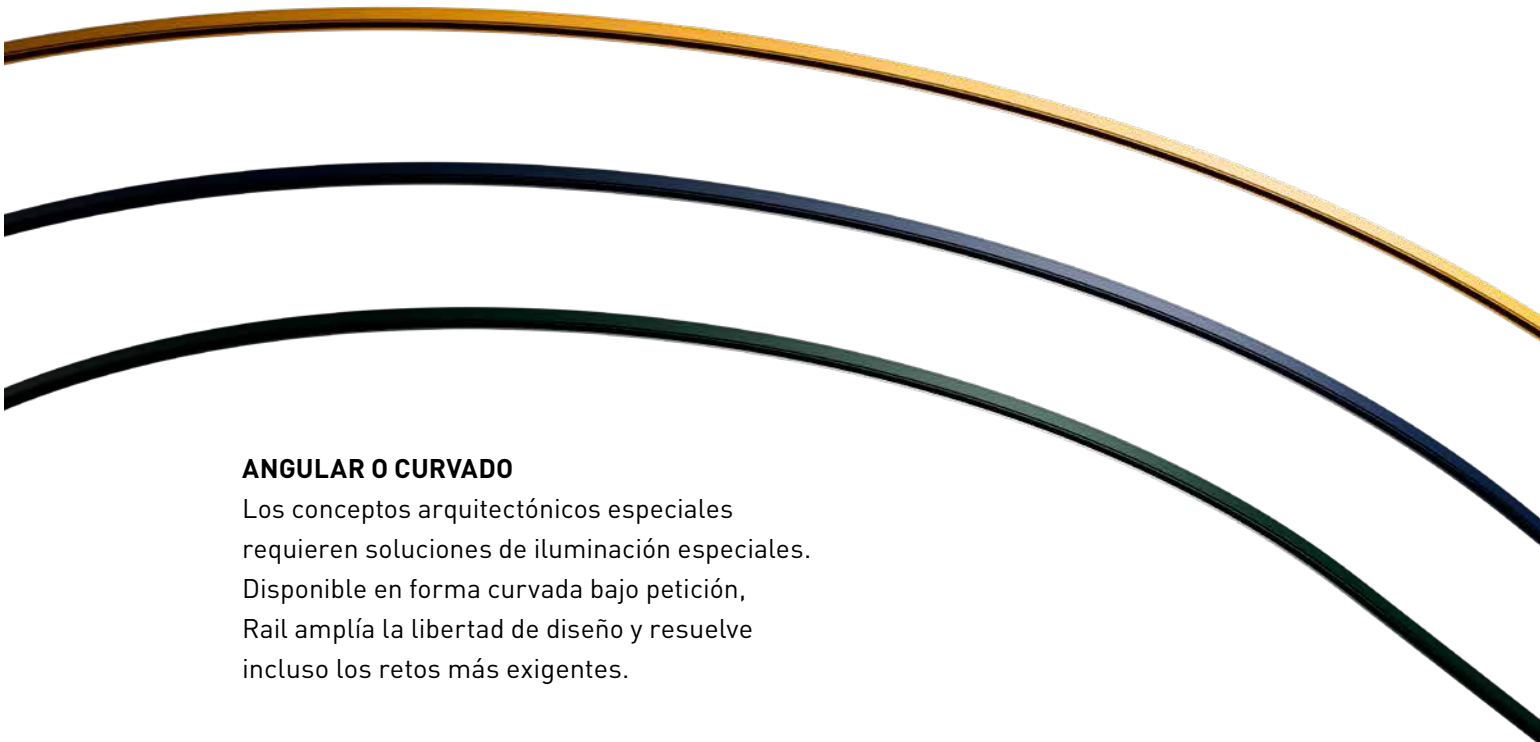 ANGULAR O CURVADO
Los conceptos arquitectónicos especiales
requieren soluciones de iluminación especiales.
Disponible en forma curvada bajo petición,
Rail amplía la libertad de diseño y resuelve
incluso los retos más exigentes.